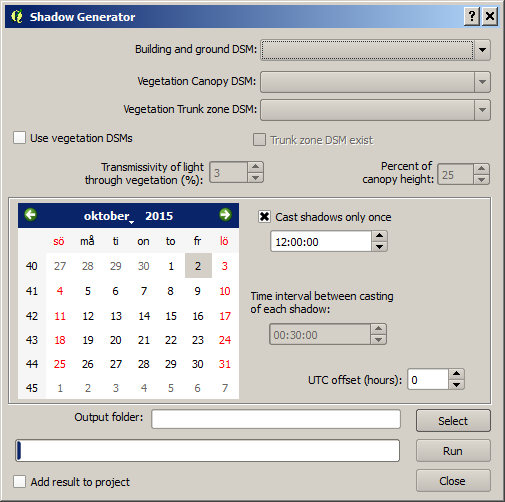 Shadow Generator
Building and ground DSM:
Vegetation Canopy DSM:
Vegetation Trunk zone DSM:
Use vegetation DSMs
Trunk zone DSM exist
Transmissivity of light
through vegetation (%): 3
Percent of
canopy height: 25
oktober 2015
sö må ti on to fr lö
40 27 28 29 30 1 2 3
41 4 5 6 7 8 9 10
42 11 12 13 14 15 16 17
43 18 19 20 21 22 23 24
44 25 26 27 28 29 30 31
45 1 2 3 4 5 6 7
Cast shadows only once
12:00:00
Time interval between casting
of each shadow:
00:30:00
UTC offset (hours): 0
Output folder:
Select
Run
Add result to project
Close